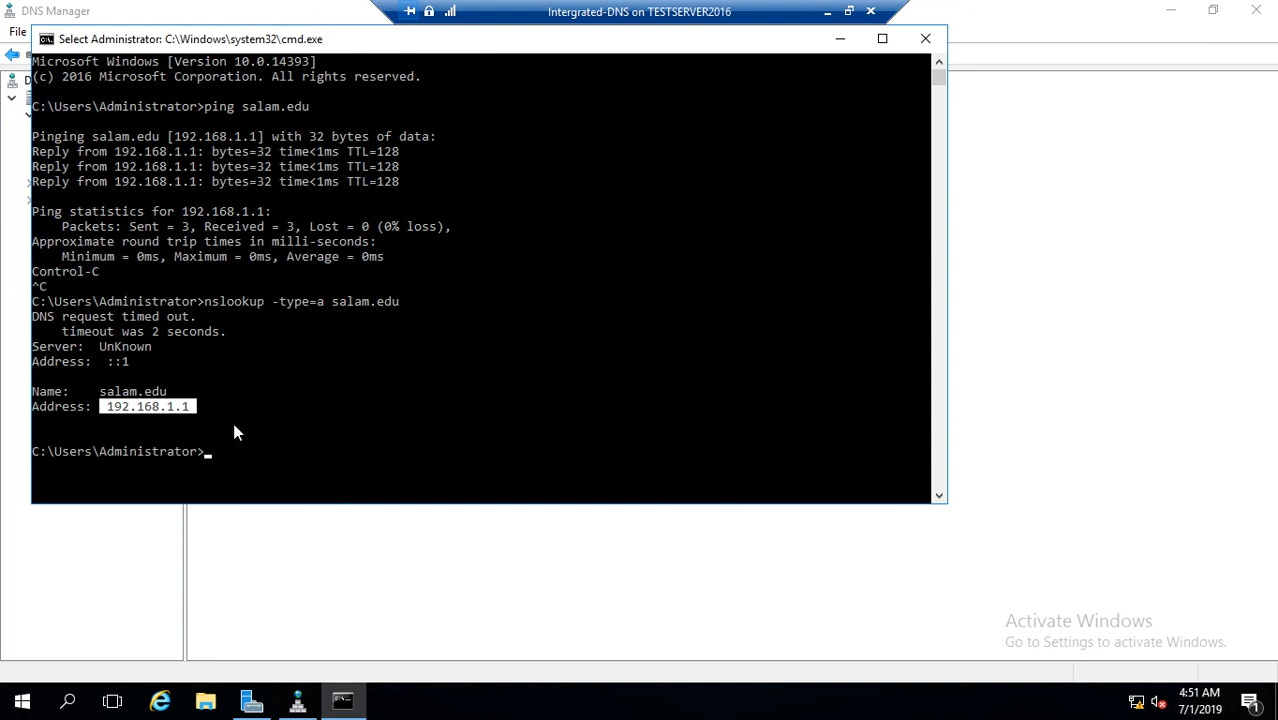 DNS Manager
Intergrated-DNS on TESTSERVER2016
File
Select Administrator: C:\Windows\system32\cmd.exe
Microsoft Windows [Version 10.0.14393]
(c) 2016 Microsoft Corporation. All rights reserved.
C:\Users\Administrator>ping salam.edu
Pinging salam.edu [192.168.1.1] with 32 bytes of data:
Reply from 192.168.1.1: bytes=32 time<1ms TTL=128
Reply from 192.168.1.1: bytes=32 time<1ms TTL=128
Reply from 192.168.1.1: bytes=32 time<1ms TTL=128
Ping statistics for 192.168.1.1:
Packets: Sent = 3, Received = 3, Lost = 0 (0% loss),
Approximate round trip times in milli-seconds:
Minimum = 0ms, Maximum = 0ms, Average = 0ms
Control-C
^C
C:\Users\Administrator>nslookup -type=a salam.edu
DNS request timed out.
timeout was 2 seconds.
Server: UnKnown
Address: ::1
Name: salam.edu
Address: 192.168.1.1
C:\Users\Administrator>_
Activate Windows
Go to Settings to activate Windows.
4:51 AM
7/1/2019
1